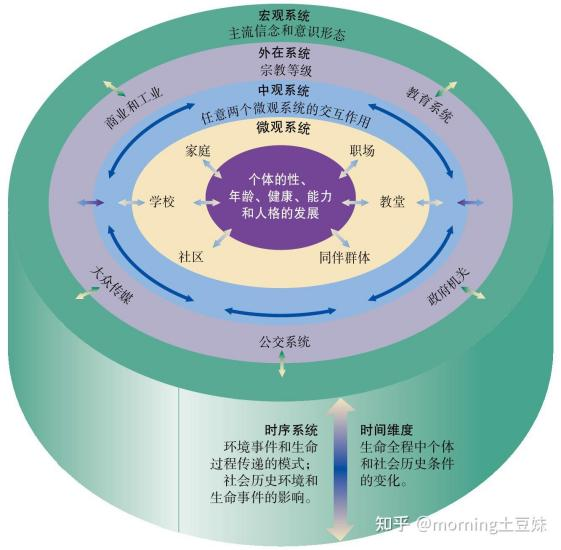 宏观系统
主流信念和意识形态
外在系统
宗教等级
中观系统
任意两个微观系统的交互作用
微观系统
商业和工业
教育系统
家庭
职场
个体的性、
年龄、健康、能力
和人格的发展
学校
教堂
社区
同伴群体
大众传媒
政府机关
公交系统
时序系统
环境事件和生命
过程传递的模式；
社会历史环境和
生命事件的影响。
时间维度
生命全程中个体
和社会历史条件
的变化。
知乎 @morning土豆妹